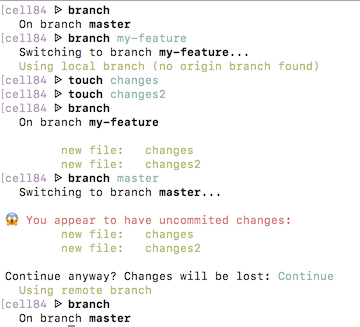 [cell84 ᐅ branch
On branch master
[cell84 ᐅ branch my-feature
Switching to branch my-feature...
Using local branch (no origin branch found)
[cell84 ᐅ touch changes
[cell84 ᐅ touch changes2
[cell84 ᐅ branch
On branch my-feature
new file: changes
new file: changes2
[cell84 ᐅ branch master
Switching to branch master...
😱 You appear to have uncommited changes:
new file: changes
new file: changes2
Continue anyway? Changes will be lost: Continue
Using remote branch
[cell84 ᐅ branch
On branch master